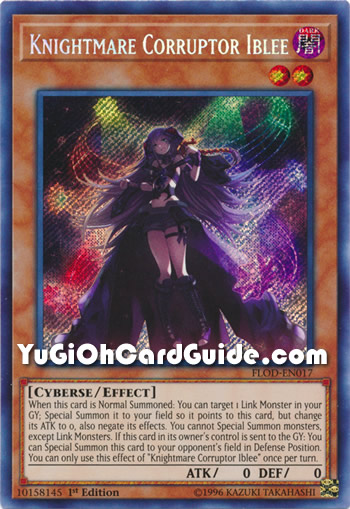 KNIGHTMARE CORRUPTOR IBLEE
DARK
闇
YuGiOhCardGuide.com
FLOD-EN017
[CYBERSE/EFFECT]
When this card is Normal Summoned: You can target 1 Link Monster in your
GY; Special Summon it to your field so it points to this card, but change
its ATK to 0, also negate its effects. You cannot Special Summon monsters,
except Link Monsters. If this card in its owner's control is sent to the GY: You
can Special Summon this card to your opponent's field in Defense Position.
You can only use this effect of "Knightmare Corruptor Iblee" once per turn.
ATK/ 0 DEF/ 0
10158145 1st Edition ©1996 KAZUKI TAKAHASHI